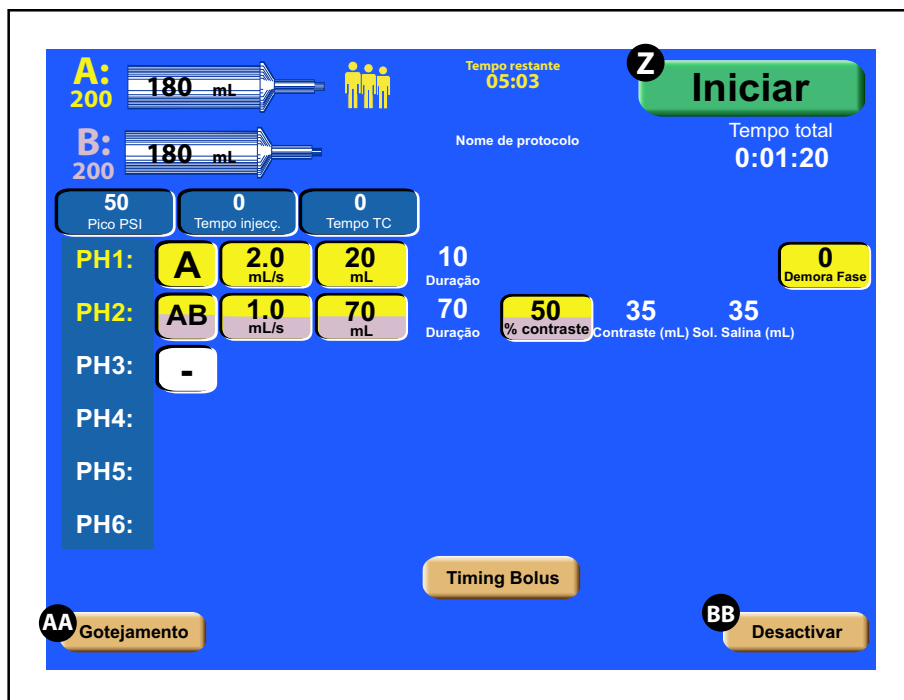 A:
200
180 mL
Tempo restante
05:03
Z
Iniciar
B:
200
180 mL
Nome de protocolo
Tempo total
0:01:20
50
Pico PSI
0
Tempo injecç.
0
Tempo TC
PH1:
A
2.0
mL/s
20
mL
10
Duração
0
Demora Fase
PH2:
AB
1.0
mL/s
70
mL
70
Duração
50
% contraste
35
Contraste (mL)
35
Sol. Salina (mL)
PH3:
-
PH4:
PH5:
PH6:
Timing Bolus
AA
Gotejamento
BB
Desactivar